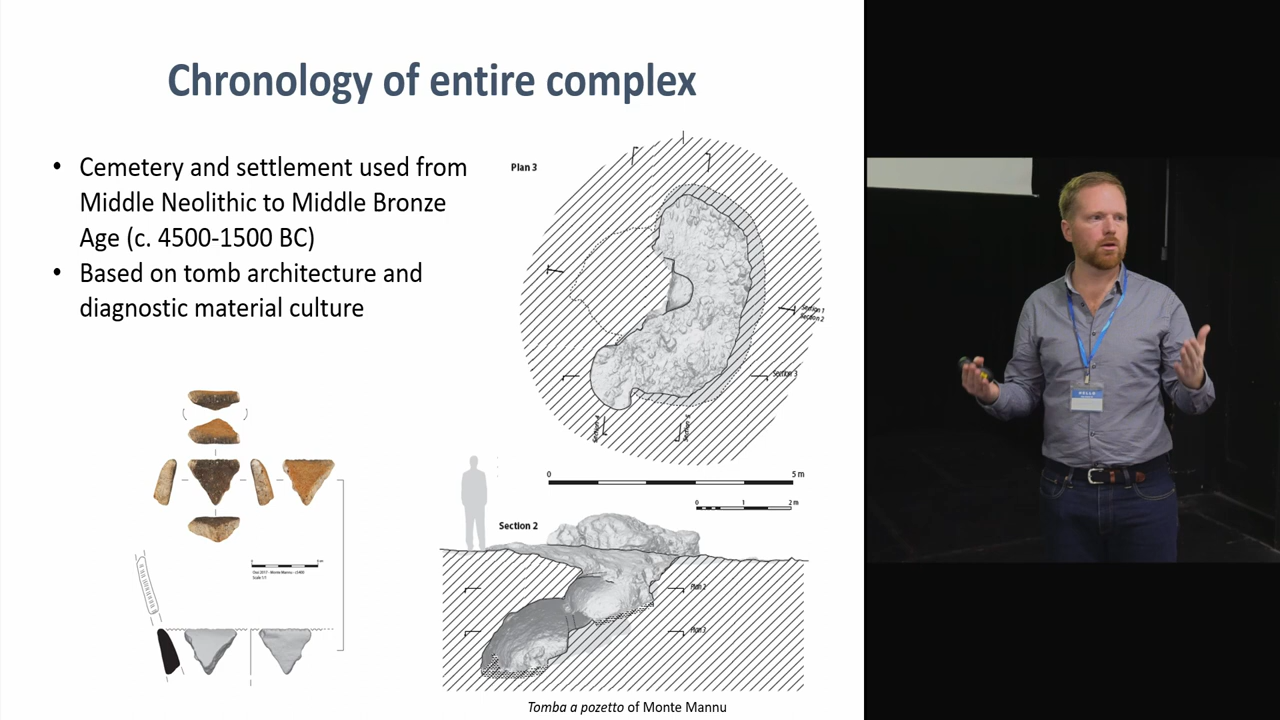 Chronology of entire complex
• Cemetery and settlement used from
Middle Neolithic to Middle Bronze
Age (c. 4500-1500 BC)
• Based on tomb architecture and
diagnostic material culture
Plan 3
Section 1
Section 2
Section 3
0 5 m
0 1 2 m
Section 2
Plan 2
Plan 3
Tomba a pozetto of Monte Mannu
HELLO